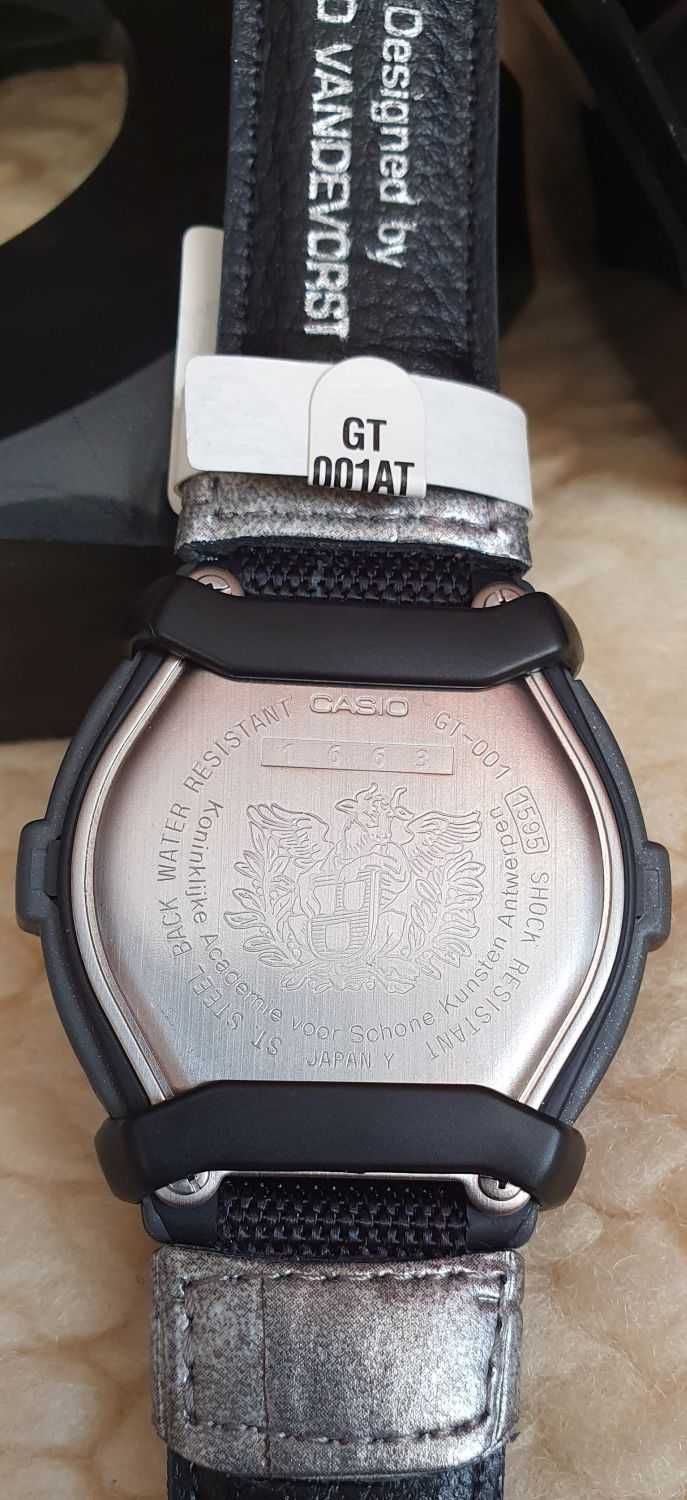 Designed by
D VANDEVORST
GT
001AT
ST. STEEL BACK WATER RESISTANT CASIO GT-001 1595 SHOCK RESISTANT
1663
Koninklijke Academie voor Schone Kunsten Antwerpen
JAPAN Y